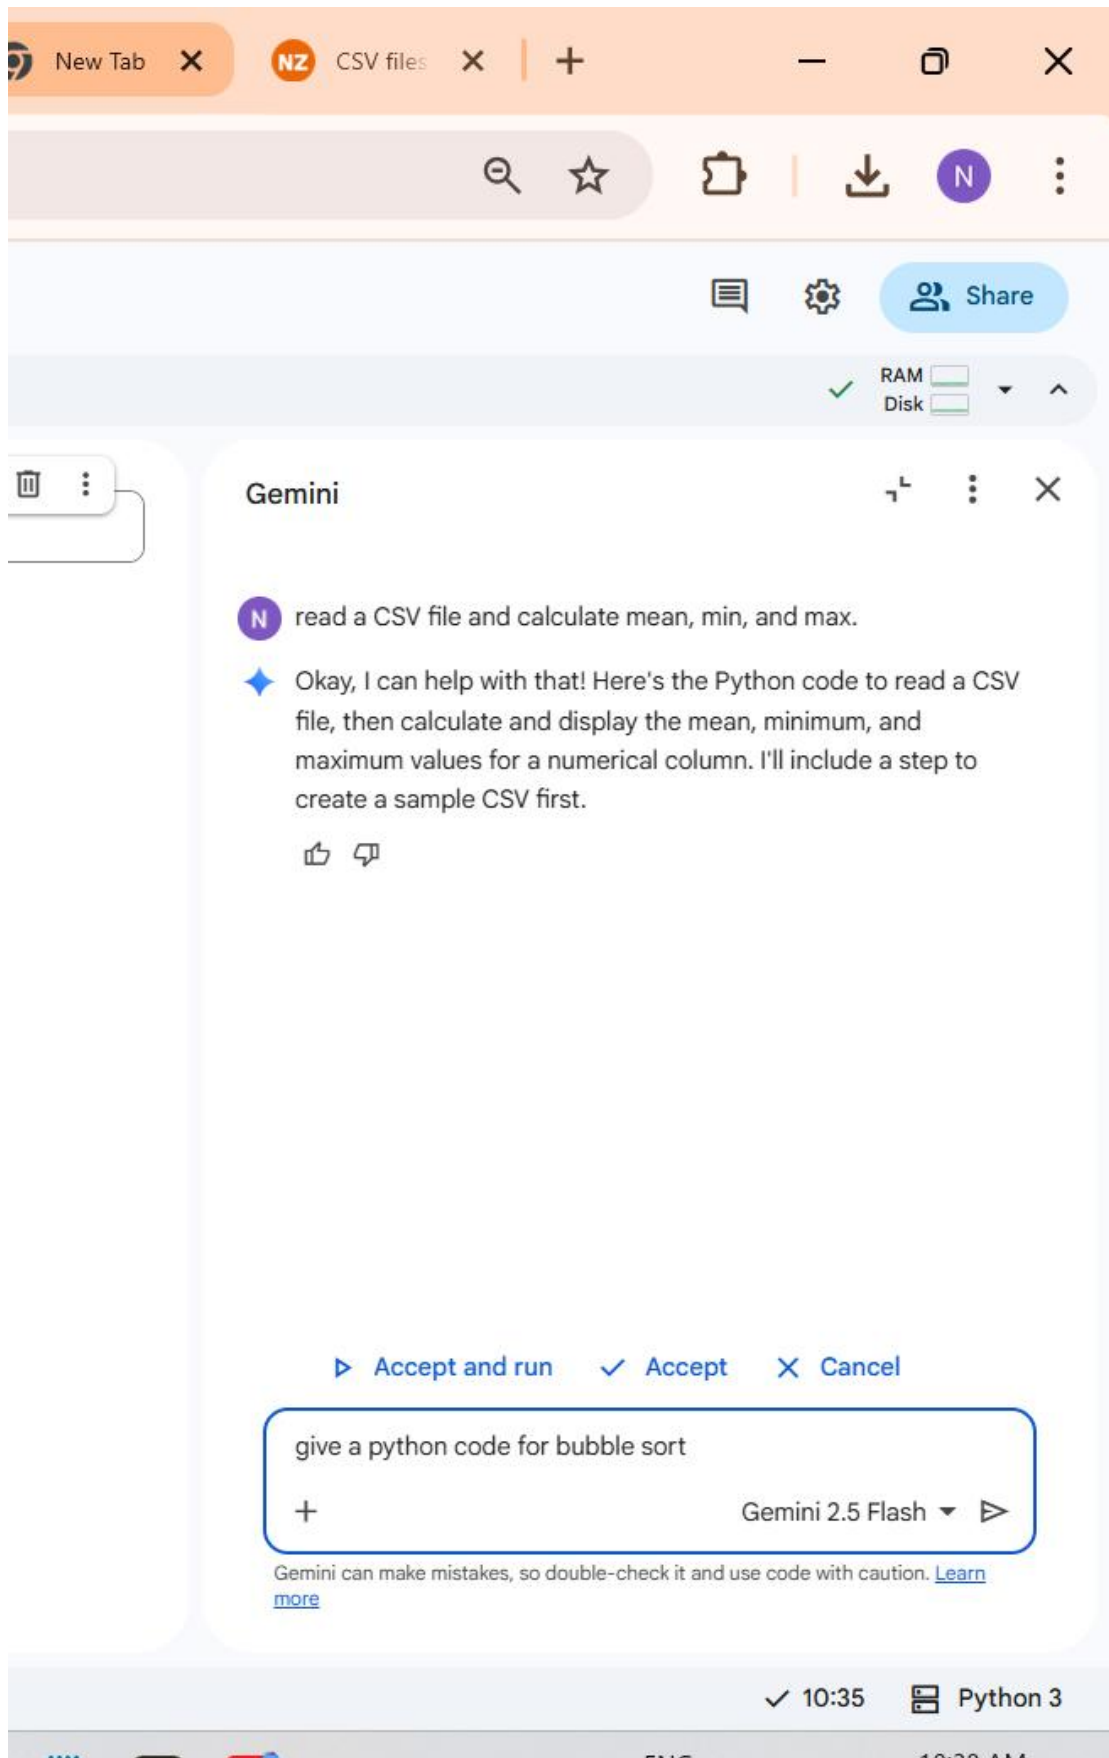 New Tab
NZ CSV files
N
Share
RAM
Disk
Gemini
N read a CSV file and calculate mean, min, and max.
Okay, I can help with that! Here's the Python code to read a CSV
file, then calculate and display the mean, minimum, and
maximum values for a numerical column. I'll include a step to
create a sample CSV first.
Accept and run Accept Cancel
give a python code for bubble sort
Gemini 2.5 Flash
Gemini can make mistakes, so double-check it and use code with caution. Learn
more
10:35 Python 3